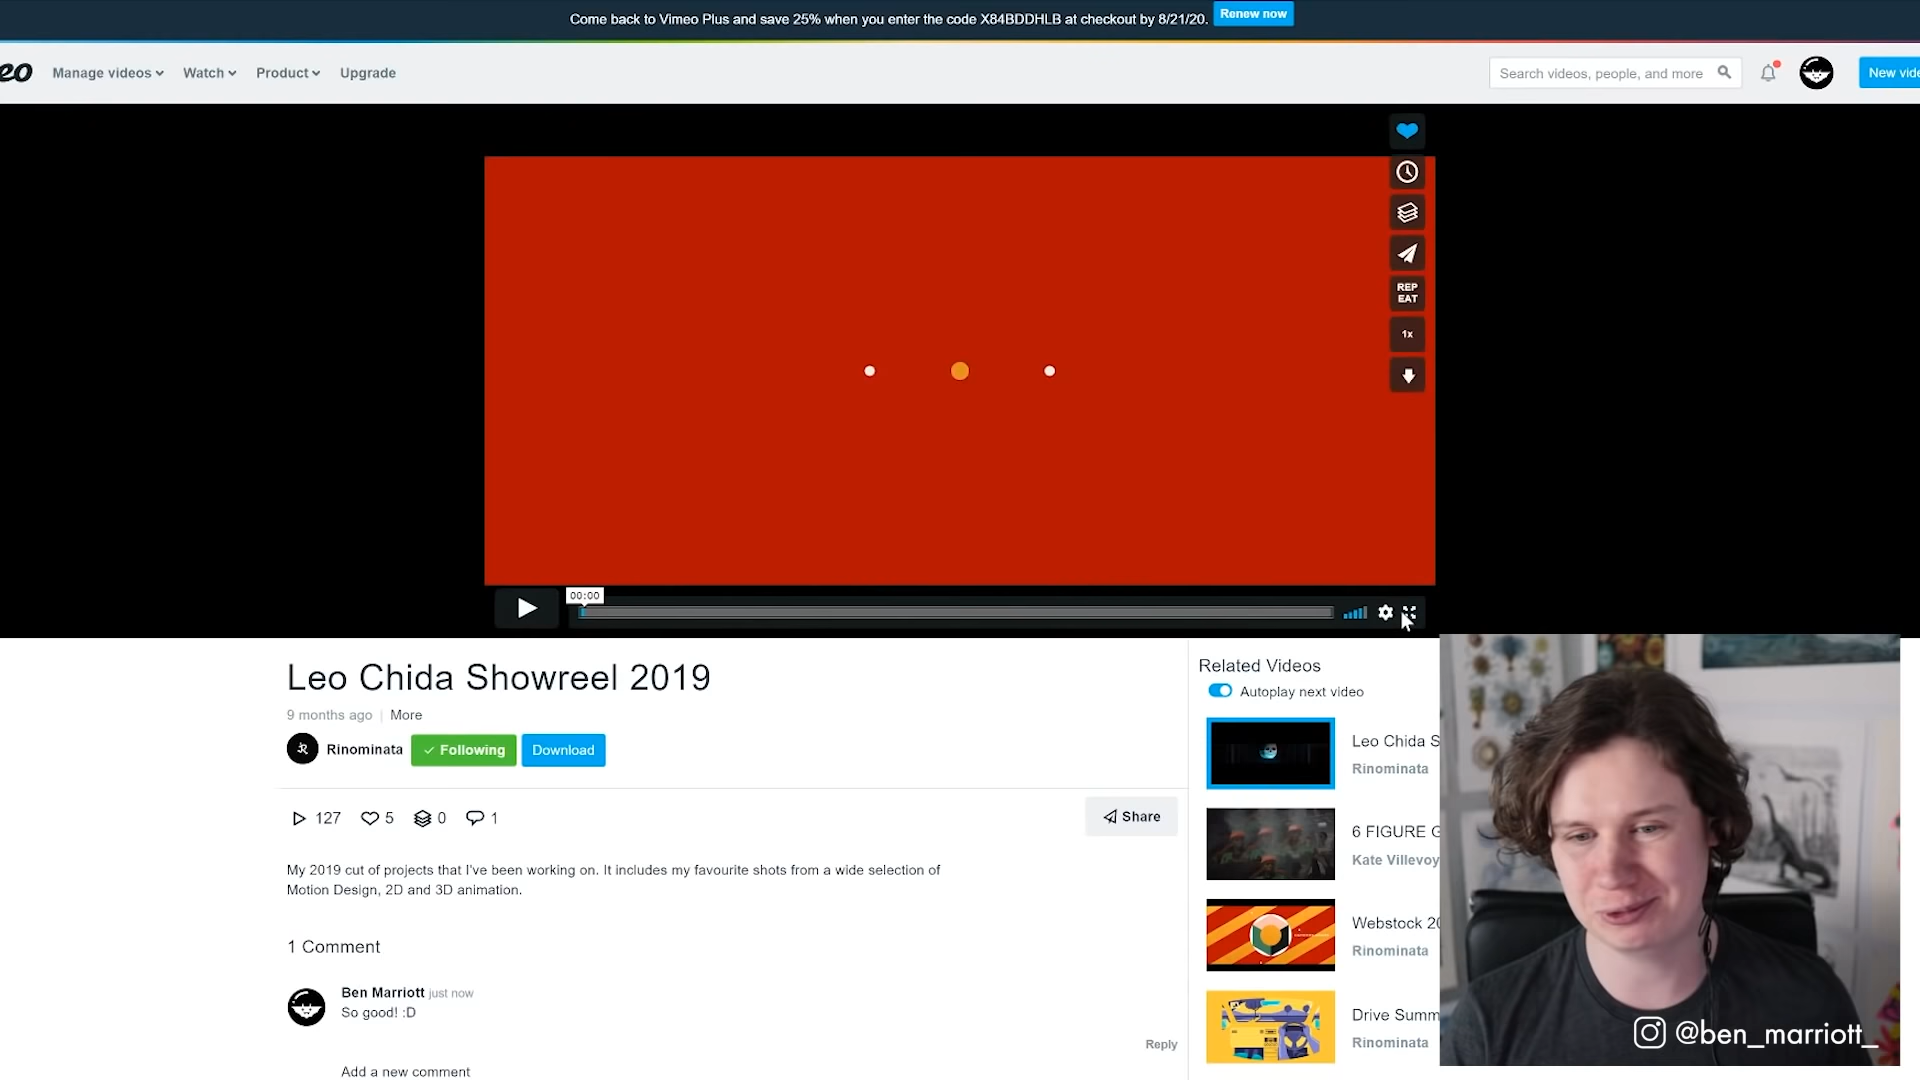 Come back to Vimeo Plus and save 25% when you enter the code X84BDDHLB at checkout by 8/21/20. Renew now
eo Manage videos Watch Product Upgrade Search videos, people, and more New vide
REP
EAT
1x
00:00
Leo Chida Showreel 2019
9 months ago | More
Rinominata Following Download
127 5 0 1 Share
My 2019 cut of projects that I've been working on. It includes my favourite shots from a wide selection of
Motion Design, 2D and 3D animation.
1 Comment
Ben Marriott just now
So good! :D
Reply
Add a new comment
Related Videos
Autoplay next video
Leo Chida S
Rinominata
6 FIGURE G
Kate Villevoy
Webstock 20
Rinominata
Drive Summ
Rinominata
@ben_marriott_